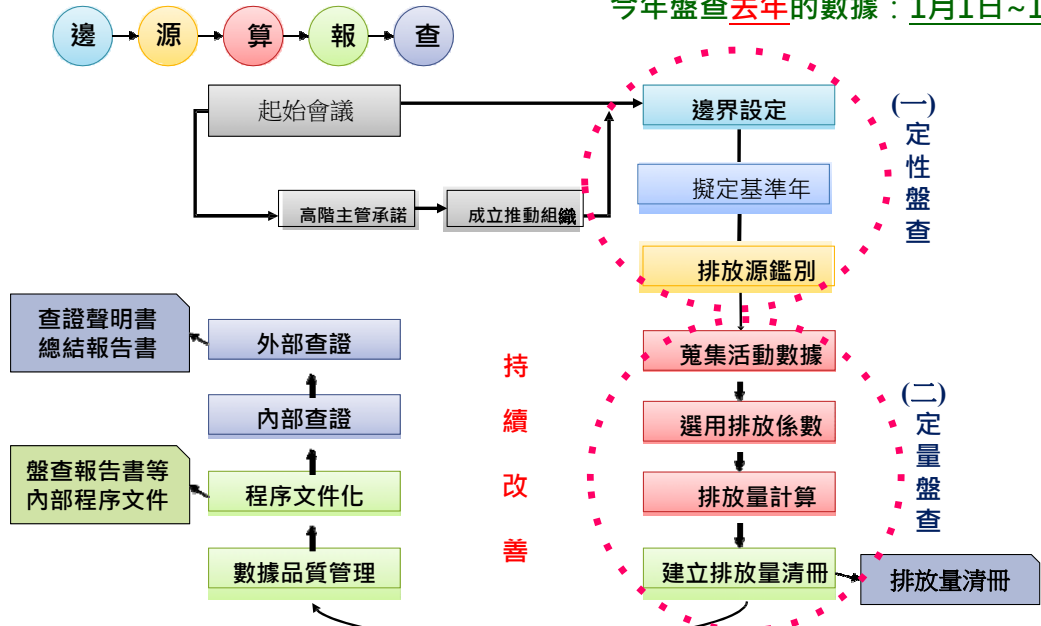 今年盤查去年的數據：1月1日~1
邊 源 算 報 查
起始會議
高階主管承諾
成立推動組織
邊界設定
擬定基準年
排放源鑑別
(一)
定
性
盤
查
蒐集活動數據
選用排放係數
排放量計算
建立排放量清冊
排放量清冊
(二)
定
量
盤
查
持
續
改
善
查證聲明書
總結報告書
外部查證
內部查證
盤查報告書等
內部程序文件
程序文件化
數據品質管理